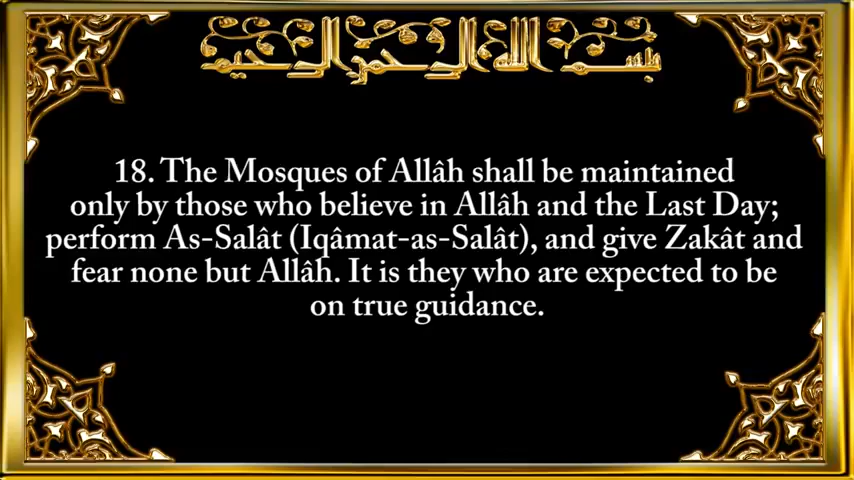 بسم الله الرحمن الرحيم
18. The Mosques of Allâh shall be maintained
only by those who believe in Allâh and the Last Day;
perform As-Salât (Iqâmat-as-Salât), and give Zakât and
fear none but Allâh. It is they who are expected to be
on true guidance.